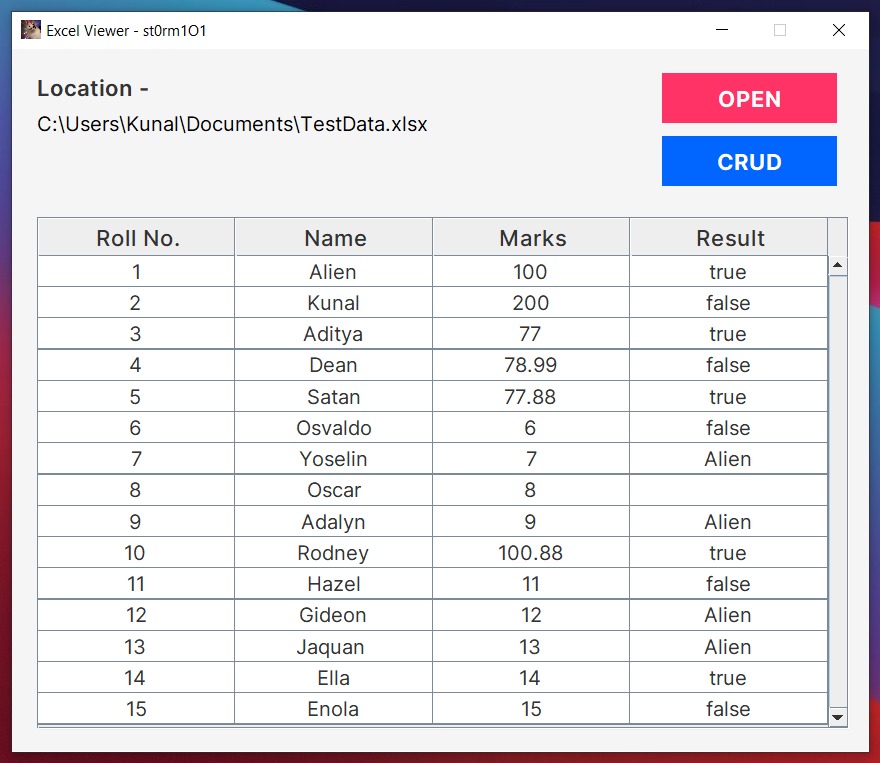 Excel Viewer - st0rm1O1
Location -
C:\Users\Kunal\Documents\TestData.xlsx
OPEN
CRUD
Roll No. Name Marks Result
1 Alien 100 true
2 Kunal 200 false
3 Aditya 77 true
4 Dean 78.99 false
5 Satan 77.88 true
6 Osvaldo 6 false
7 Yoselin 7 Alien
8 Oscar 8
9 Adalyn 9 Alien
10 Rodney 100.88 true
11 Hazel 11 false
12 Gideon 12 Alien
13 Jaquan 13 Alien
14 Ella 14 true
15 Enola 15 false